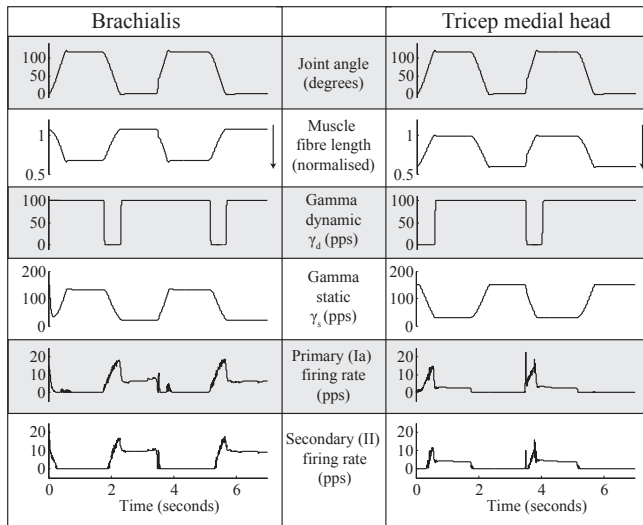 Brachialis
Tricep medial head
100
50
0
Joint angle
(degrees)
100
50
0
1
0.5
Muscle
fibre length
(normalised)
1
0.5
100
50
0
Gamma
dynamic
γd (pps)
100
50
0
200
100
0
Gamma
static
γs (pps)
200
100
0
20
10
0
Primary (Ia)
firing rate
(pps)
20
10
0
20
10
0
Secondary (II)
firing rate
(pps)
20
10
0
0 2 4 6
Time (seconds)
0 2 4 6
Time (seconds)